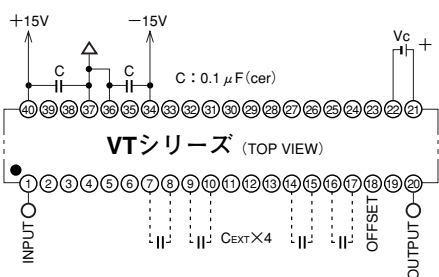 +15V
−15V
Vc
+
C
C
C：0.1μF(cer)
㊵ ㊴ ㊳ ㊲ ㊱ ㉟ ㉞ ㉝ ㉜ ㉛ ㉚ ㉙ ㉘ ㉗ ㉖ ㉕ ㉔ ㉓ ㉒ ㉑
VTシリーズ (TOP VIEW)
① ② ③ ④ ⑤ ⑥ ⑦ ⑧ ⑨ ⑩ ⑪ ⑫ ⑬ ⑭ ⑮ ⑯ ⑰ ⑱ ⑲ ⑳
INPUT
CEXT×4
OFFSET
OUTPUT